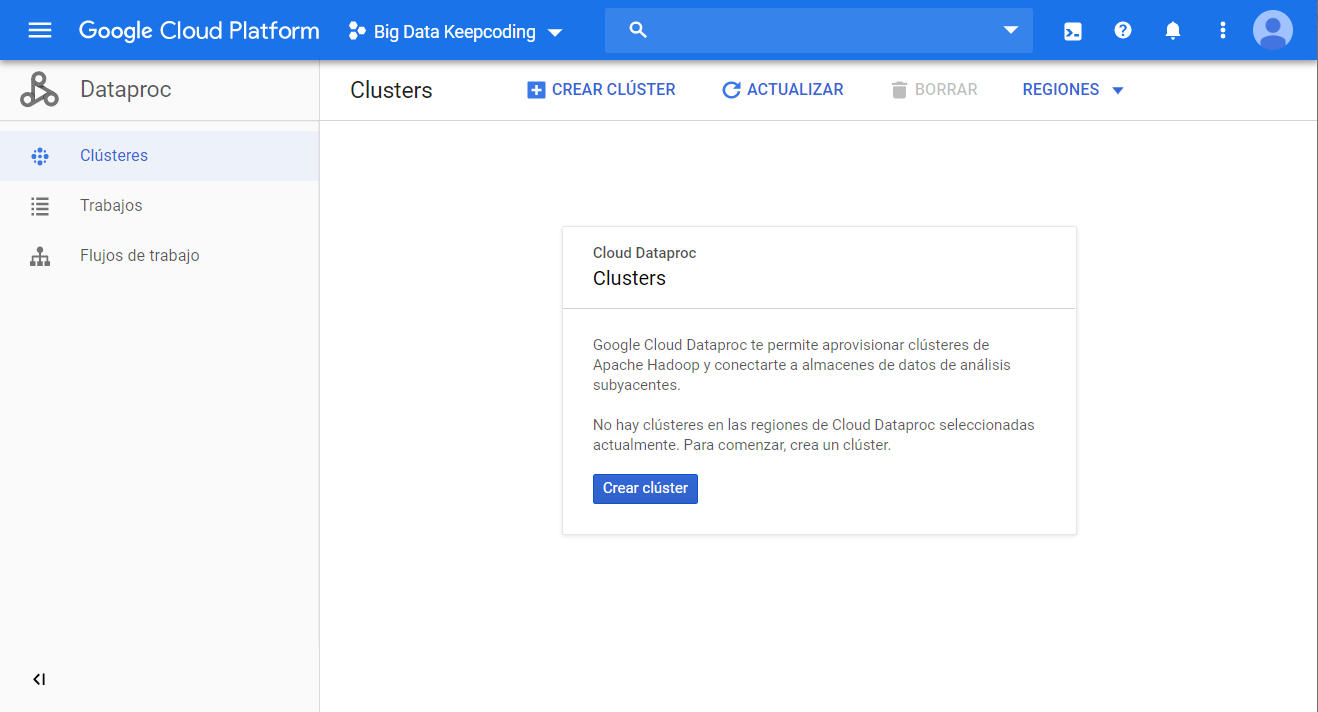 Google Cloud Platform
Big Data Keepcoding
Dataproc
Clusters
CREAR CLÚSTER
ACTUALIZAR
BORRAR
REGIONES
Clústeres
Trabajos
Flujos de trabajo
Cloud Dataproc
Clusters
Google Cloud Dataproc te permite aprovisionar clústeres de
Apache Hadoop y conectarte a almacenes de datos de análisis
subyacentes.
No hay clústeres en las regiones de Cloud Dataproc seleccionadas
actualmente. Para comenzar, crea un clúster.
Crear clúster